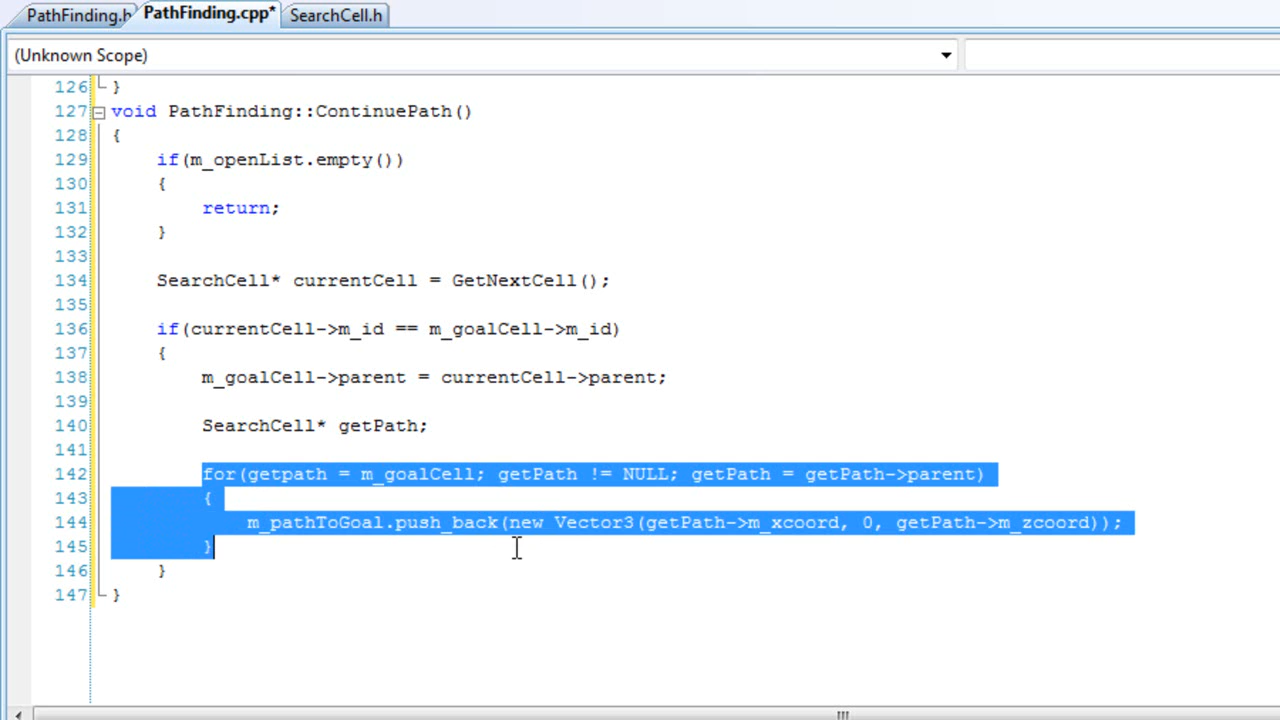 PathFinding.h PathFinding.cpp* SearchCell.h
(Unknown Scope)
126 }
127 void PathFinding::ContinuePath()
128 {
129 if(m_openList.empty())
130 {
131 return;
132 }
133
134 SearchCell* currentCell = GetNextCell();
135
136 if(currentCell->m_id == m_goalCell->m_id)
137 {
138 m_goalCell->parent = currentCell->parent;
139
140 SearchCell* getPath;
141
142 for(getpath = m_goalCell; getPath != NULL; getPath = getPath->parent)
143 {
144 m_pathToGoal.push_back(new Vector3(getPath->m_xcoord, 0, getPath->m_zcoord));
145 }
146 }
147 }